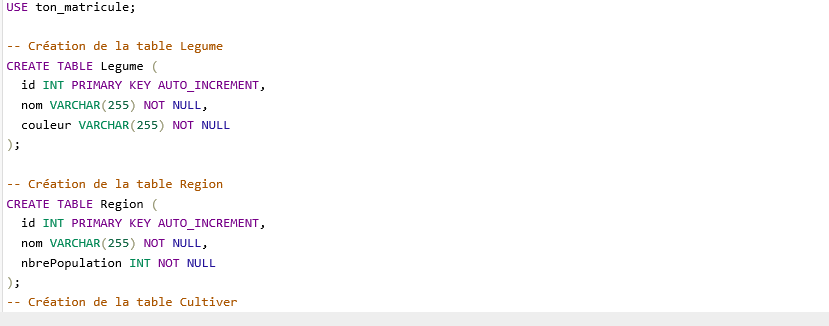 USE ton_matricule;
-- Création de la table Legume
CREATE TABLE Legume (
id INT PRIMARY KEY AUTO_INCREMENT,
nom VARCHAR(255) NOT NULL,
couleur VARCHAR(255) NOT NULL
);
-- Création de la table Region
CREATE TABLE Region (
id INT PRIMARY KEY AUTO_INCREMENT,
nom VARCHAR(255) NOT NULL,
nbrePopulation INT NOT NULL
);
-- Création de la table Cultiver